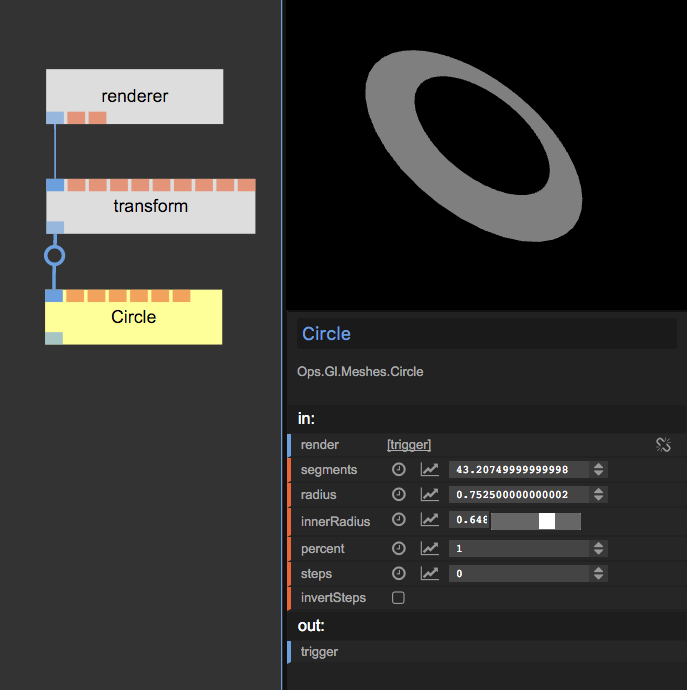 renderer
transform
Circle
Circle
Ops.Gl.Meshes.Circle
in:
render [trigger]
segments 43.20749999999998
radius 0.752500000000002
innerRadius 0.648
percent 1
steps 0
invertSteps
out:
trigger